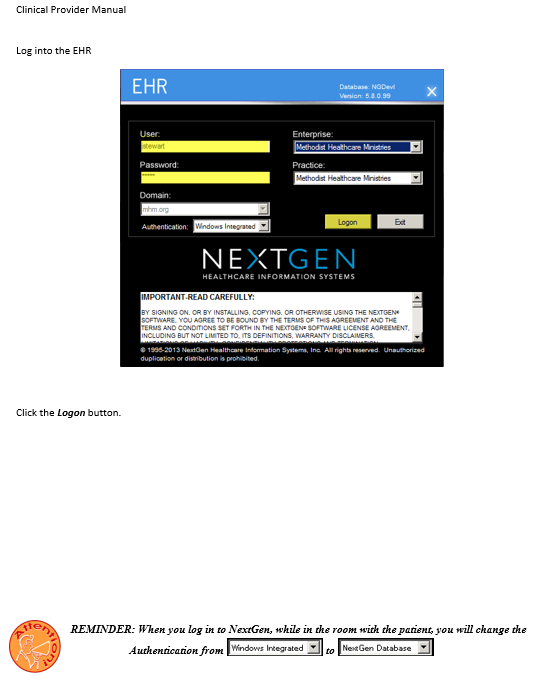 Clinical Provider Manual
Log into the EHR
EHR
Database: NGDevl
Version: 5.8.0.99
X
User:
jstewart
Enterprise:
Methodist Healthcare Ministries
Password:
*****
Practice:
Methodist Healthcare Ministries
Domain:
mhm.org
Authentication: Windows Integrated
Logon
Exit
NEXTGEN
HEALTHCARE INFORMATION SYSTEMS
IMPORTANT-READ CAREFULLY:
BY SIGNING ON, OR BY INSTALLING, COPYING, OR OTHERWISE USING THE NEXTGEN®
SOFTWARE, YOU AGREE TO BE BOUND BY THE TERMS OF THIS AGREEMENT AND THE
TERMS AND CONDITIONS SET FORTH IN THE NEXTGEN® SOFTWARE LICENSE AGREEMENT,
INCLUDING BUT NOT LIMITED TO, ITS DEFINITIONS, WARRANTY DISCLAIMERS,
© 1995-2013 NextGen Healthcare Information Systems, Inc. All rights reserved. Unauthorized
duplication or distribution is prohibited.
Click the Logon button.
Attention!
REMINDER: When you log in to NextGen, while in the room with the patient, you will change the
Authentication from Windows Integrated to NextGen Database